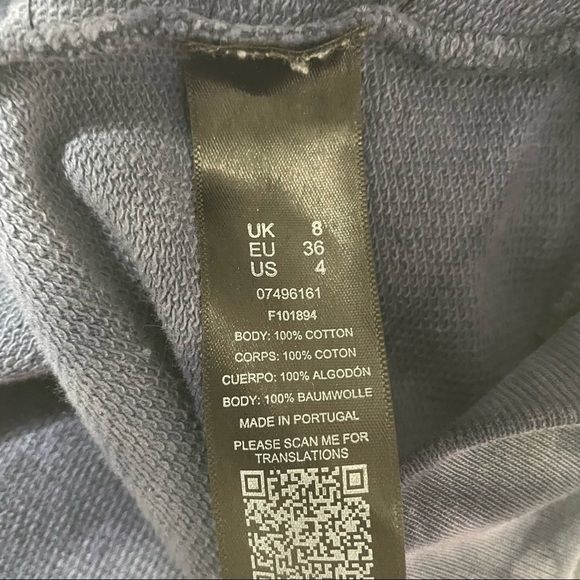 UK 8
EU 36
US 4
07496161
F101894
BODY: 100% COTTON
CORPS: 100% COTON
CUERPO: 100% ALGODÓN
BODY: 100% BAUMWOLLE
MADE IN PORTUGAL
PLEASE SCAN ME FOR
TRANSLATIONS